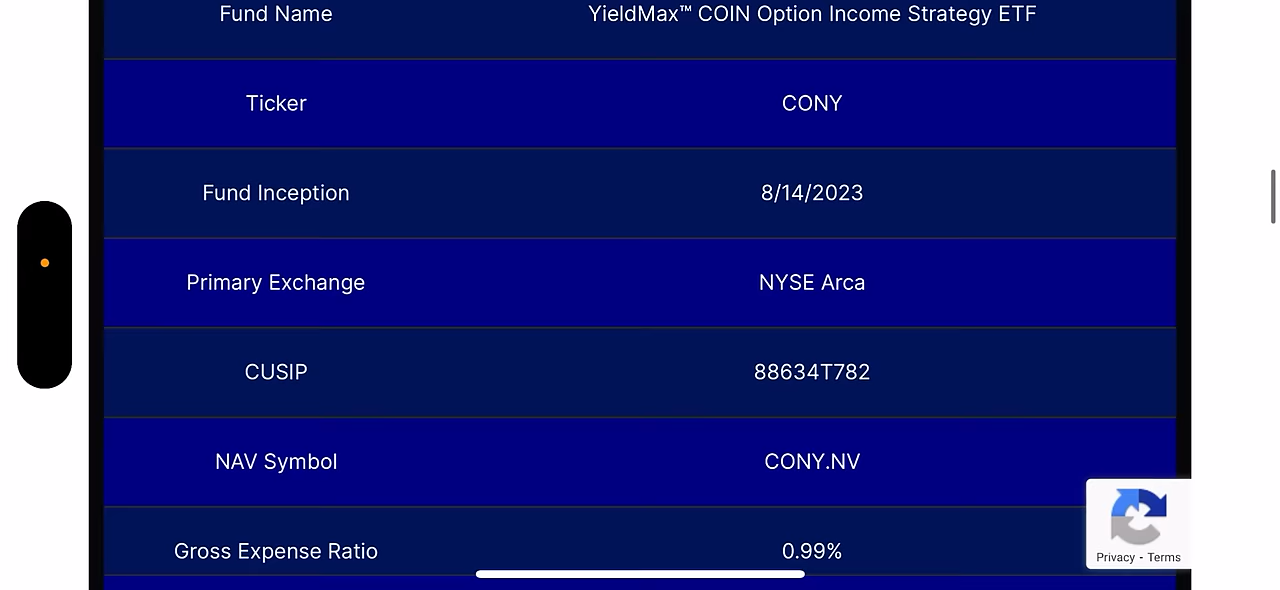 Fund Name YieldMax™ COIN Option Income Strategy ETF
Ticker CONY
Fund Inception 8/14/2023
Primary Exchange NYSE Arca
CUSIP 88634T782
NAV Symbol CONY.NV
Gross Expense Ratio 0.99%
Privacy - Terms